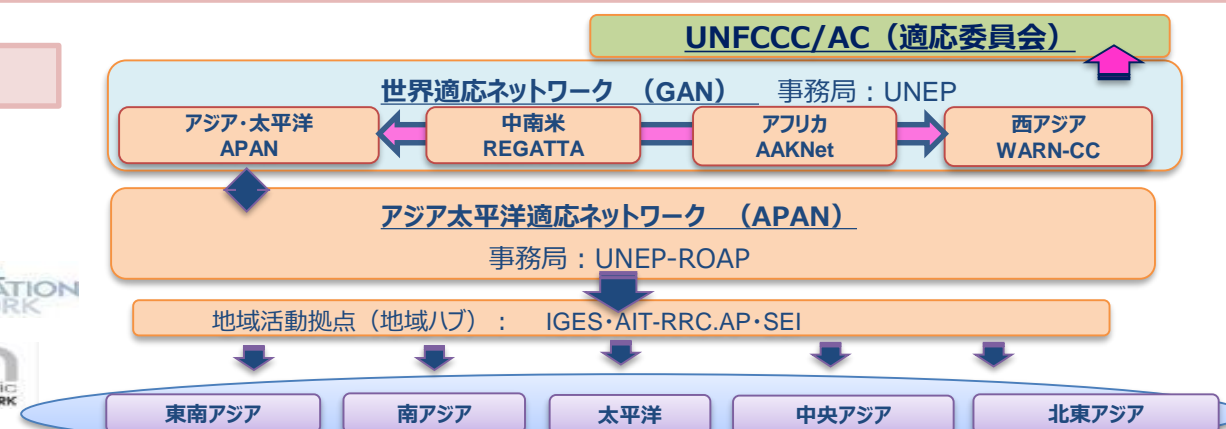 UNFCCC/AC（適応委員会）
世界適応ネットワーク （GAN） 事務局：UNEP
アジア・太平洋
APAN
中南米
REGATTA
アフリカ
AAKNet
西アジア
WARN-CC
アジア太平洋適応ネットワーク （APAN）
事務局：UNEP-ROAP
地域活動拠点（地域ハブ）： IGES・AIT-RRC.AP・SEI
東南アジア
南アジア
太平洋
中央アジア
北東アジア